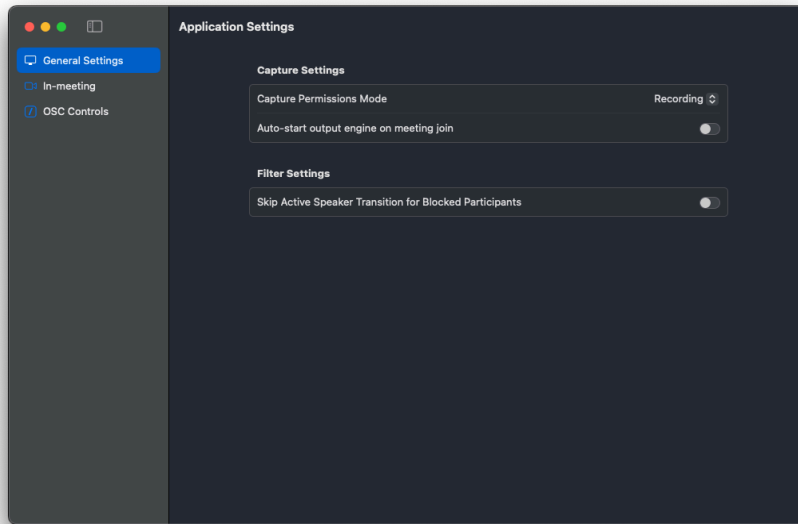 Application Settings
General Settings
In-meeting
OSC Controls
Capture Settings
Capture Permissions Mode Recording
Auto-start output engine on meeting join
Filter Settings
Skip Active Speaker Transition for Blocked Participants